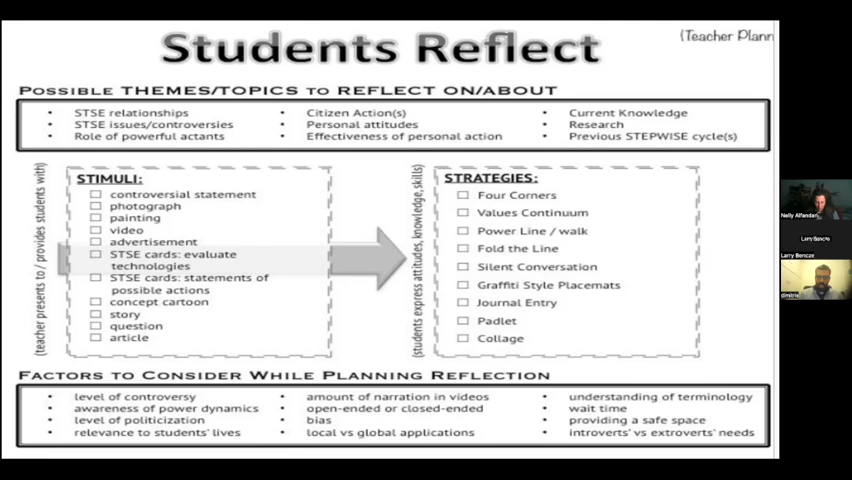 Students Reflect
(Teacher Plann
POSSIBLE THEMES/TOPICS TO REFLECT ON/ABOUT
• STSE relationships
• STSE issues/controversies
• Role of powerful actants
• Citizen Action(s)
• Personal attitudes
• Effectiveness of personal action
• Current Knowledge
• Research
• Previous STEPWISE cycle(s)
(teacher presents to / provides students with)
STIMULI:
controversial statement
photograph
painting
video
advertisement
STSE cards: evaluate
technologies
STSE cards: statements of
possible actions
concept cartoon
story
question
article
(students express attitudes, knowledge, skills)
STRATEGIES:
Four Corners
Values Continuum
Power Line / walk
Fold the Line
Silent Conversation
Graffiti Style Placemats
Journal Entry
Padlet
Collage
FACTORS TO CONSIDER WHILE PLANNING REFLECTION
• level of controversy
• awareness of power dynamics
• level of politicization
• relevance to students' lives
• amount of narration in videos
• open-ended or closed-ended
• bias
• local vs global applications
• understanding of terminology
• wait time
• providing a safe space
• introverts' vs extroverts' needs
Nelly Alfandari
Larry Bencze
Larry Bencze
dimitris